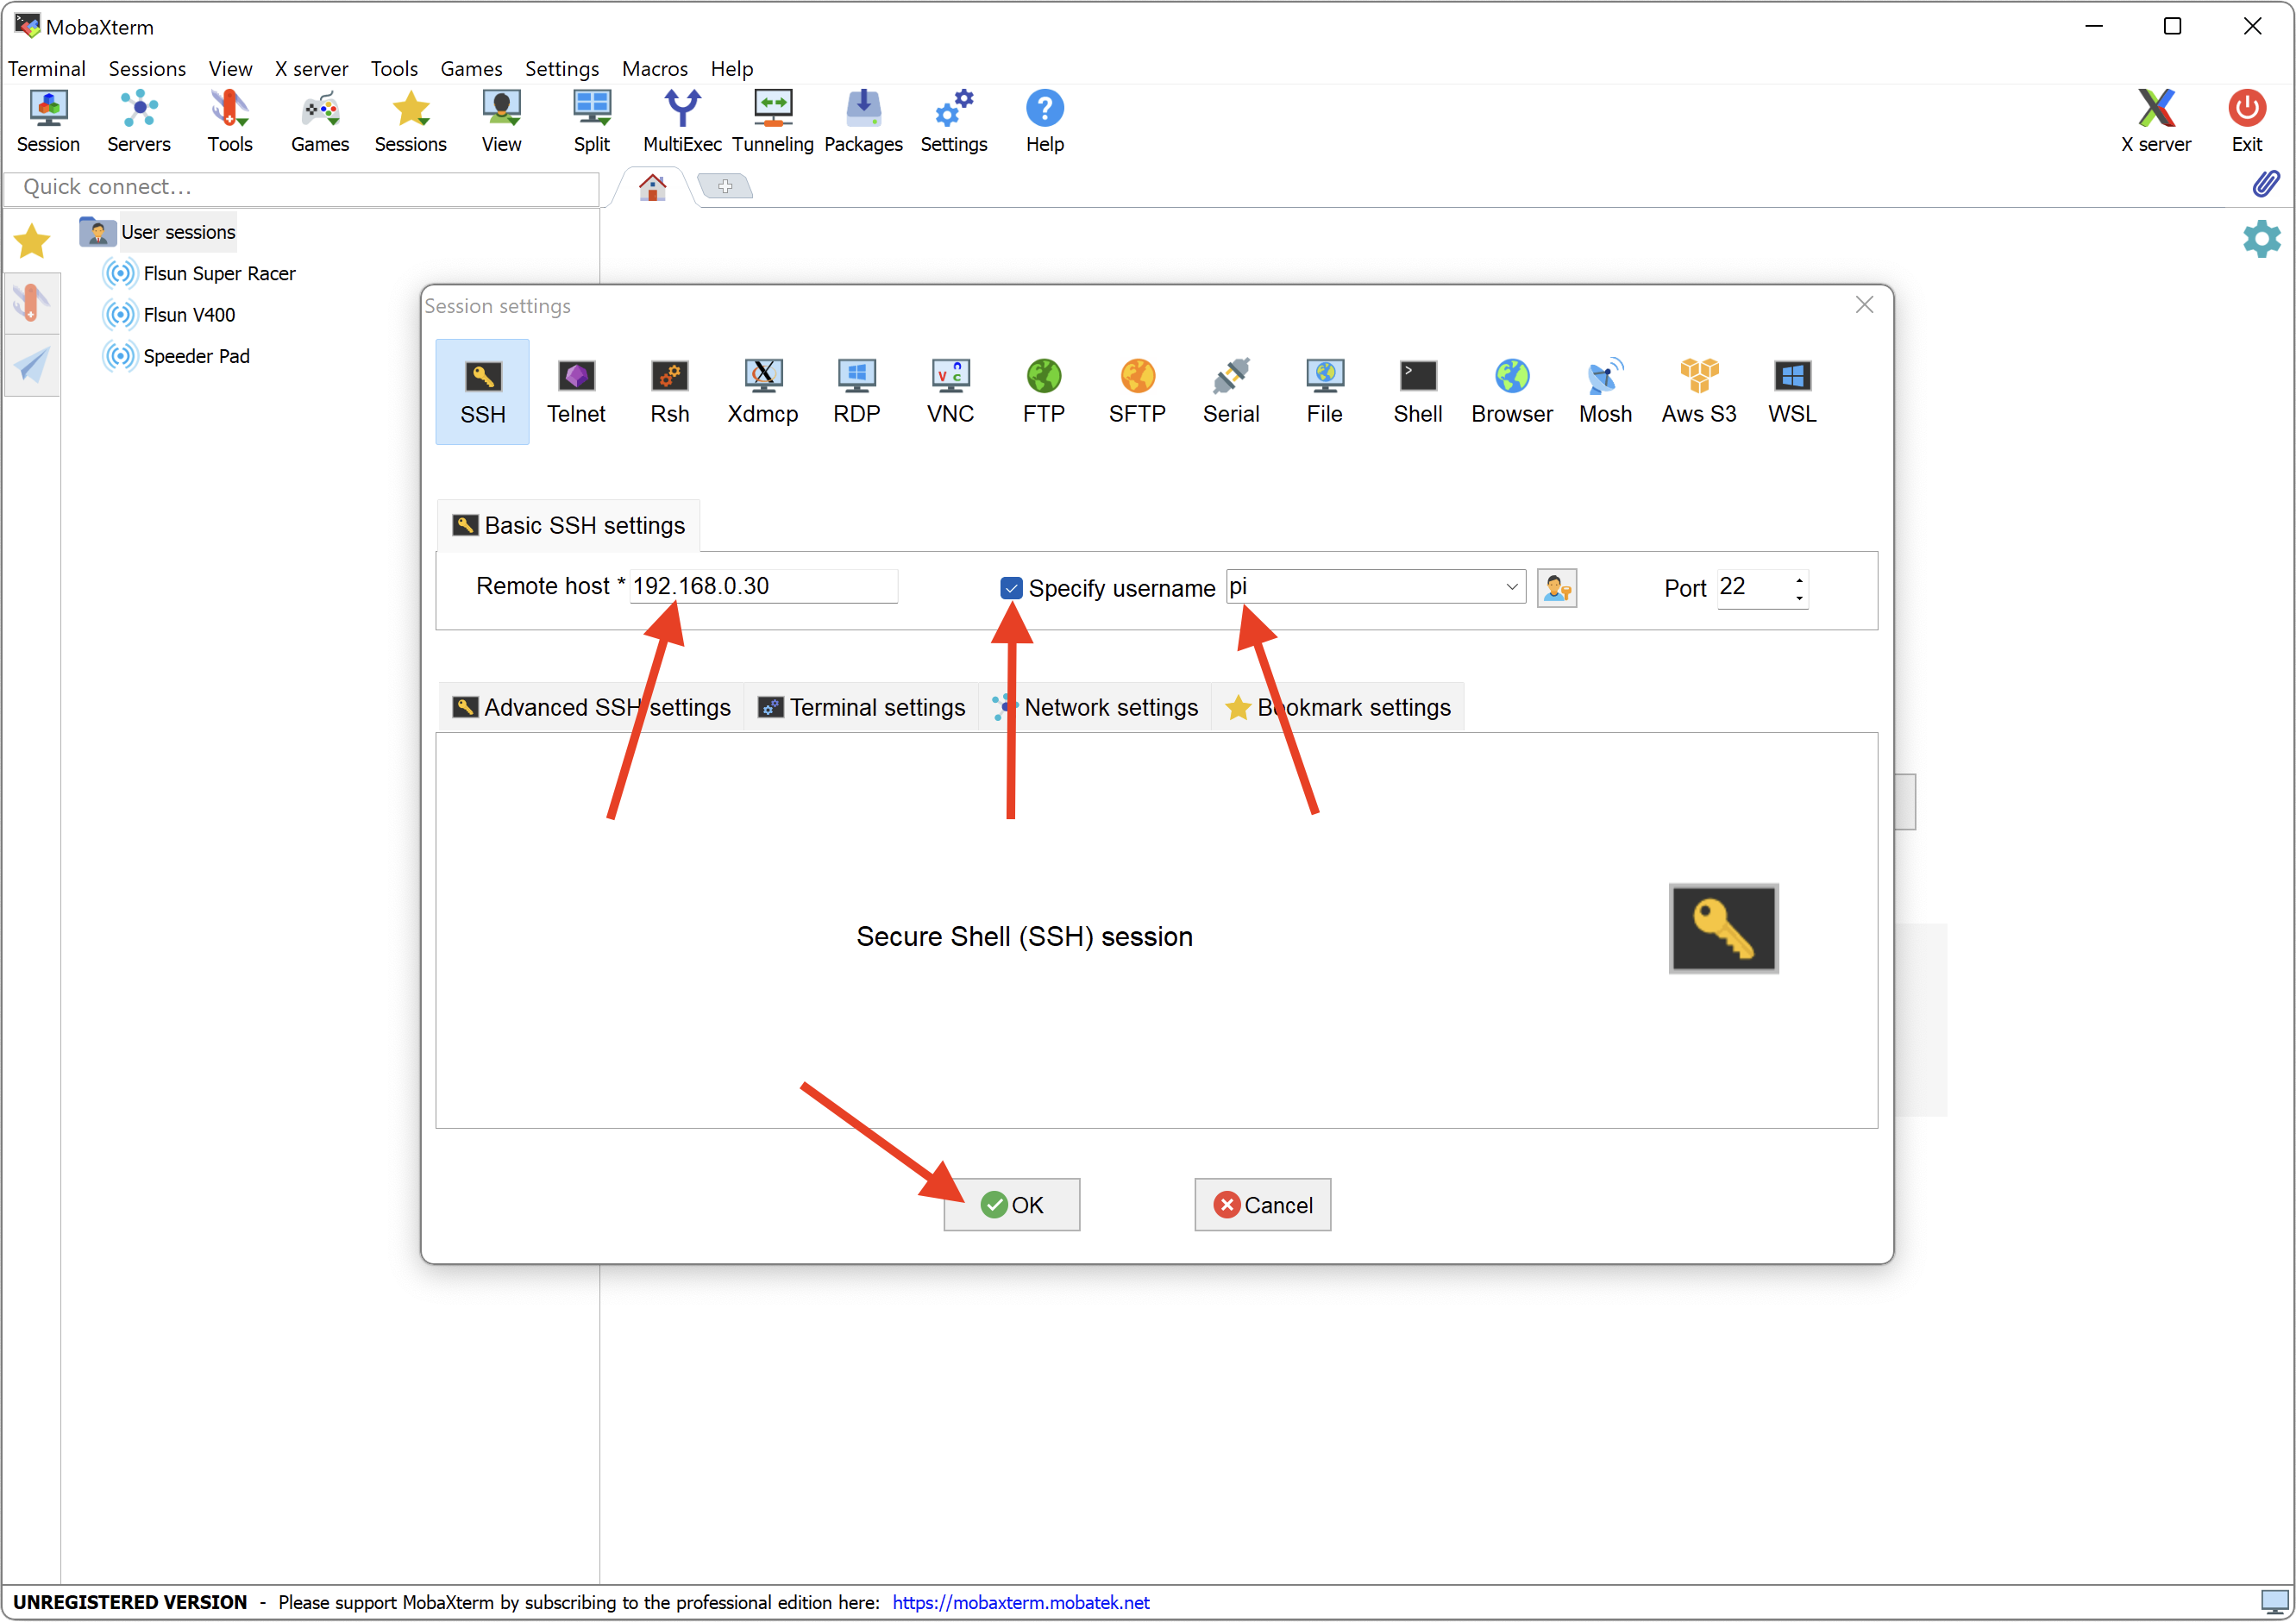 MobaXterm
Terminal Sessions View X server Tools Games Settings Macros Help
Session Servers Tools Games Sessions View Split MultiExec Tunneling Packages Settings Help X server Exit
Quick connect...
User sessions
Flsun Super Racer
Flsun V400
Speeder Pad
Session settings
SSH Telnet Rsh Xdmcp RDP VNC FTP SFTP Serial File Shell Browser Mosh Aws S3 WSL
Basic SSH settings
Remote host * 192.168.0.30 Specify username pi Port 22
Advanced SSH settings Terminal settings Network settings Bookmark settings
Secure Shell (SSH) session
OK Cancel
UNREGISTERED VERSION - Please support MobaXterm by subscribing to the professional edition here: https://mobaxterm.mobatek.net